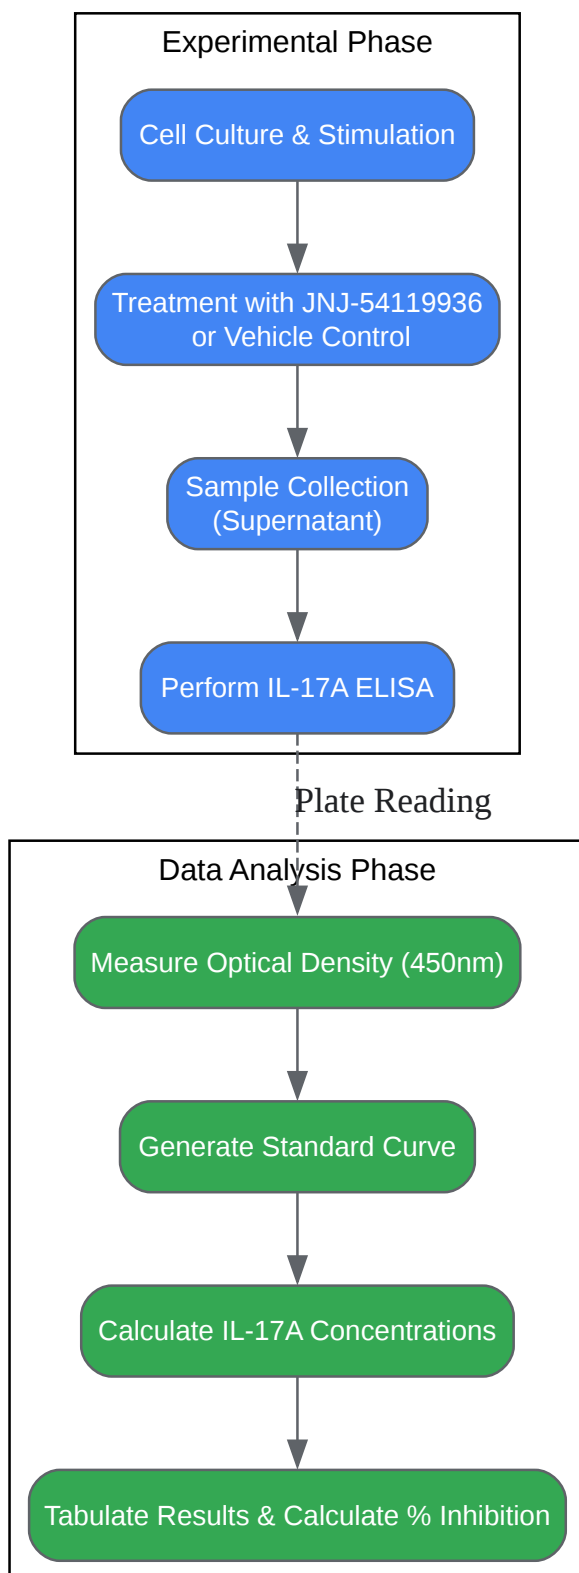 Experimental Phase
Cell Culture & Stimulation
Treatment with JNJ-54119936
or Vehicle Control
Sample Collection
(Supernatant)
Perform IL-17A ELISA
Plate Reading
Data Analysis Phase
Measure Optical Density (450nm)
Generate Standard Curve
Calculate IL-17A Concentrations
Tabulate Results & Calculate % Inhibition